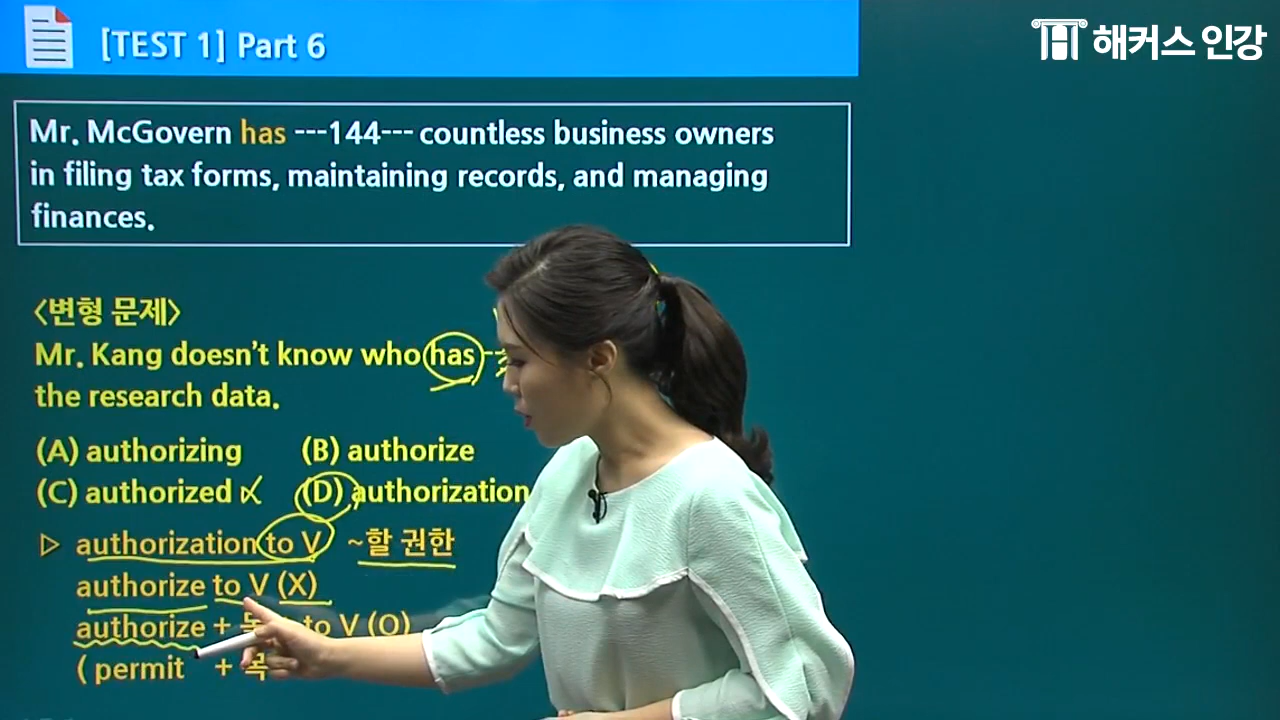 [TEST 1] Part 6
해커스 인강
Mr. McGovern has ---144--- countless business owners
in filing tax forms, maintaining records, and managing
finances.
<변형 문제>
Mr. Kang doesn't know who has
the research data.
(A) authorizing (B) authorize
(C) authorized (D) authorization
▷ authorization to V ~할 권한
authorize to V (X)
authorize + to V (O)
( permit +